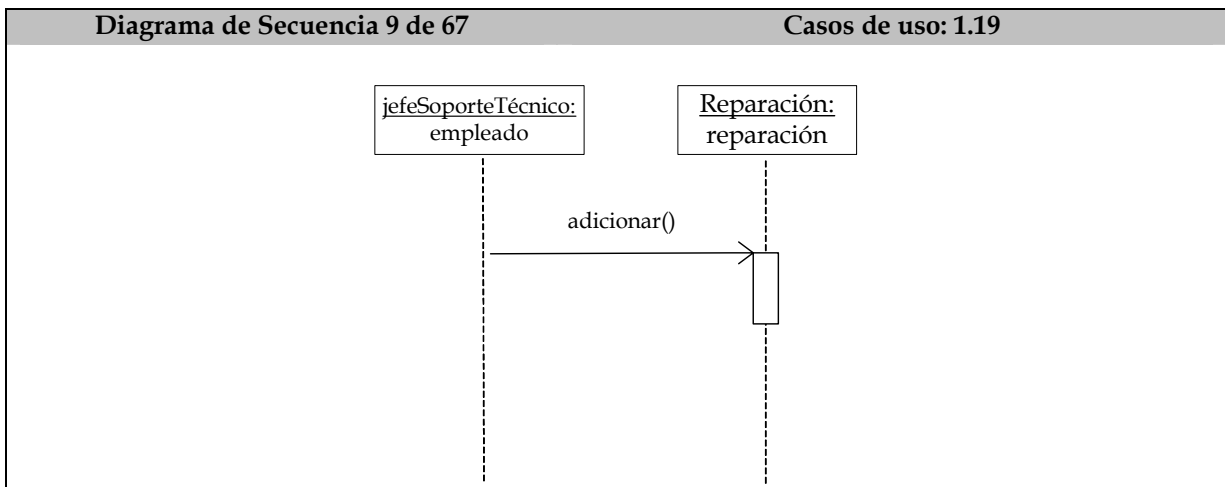 Diagrama de Secuencia 9 de 67
Casos de uso: 1.19
jefeSoporteTécnico:
empleado
Reparación:
reparación
adicionar()